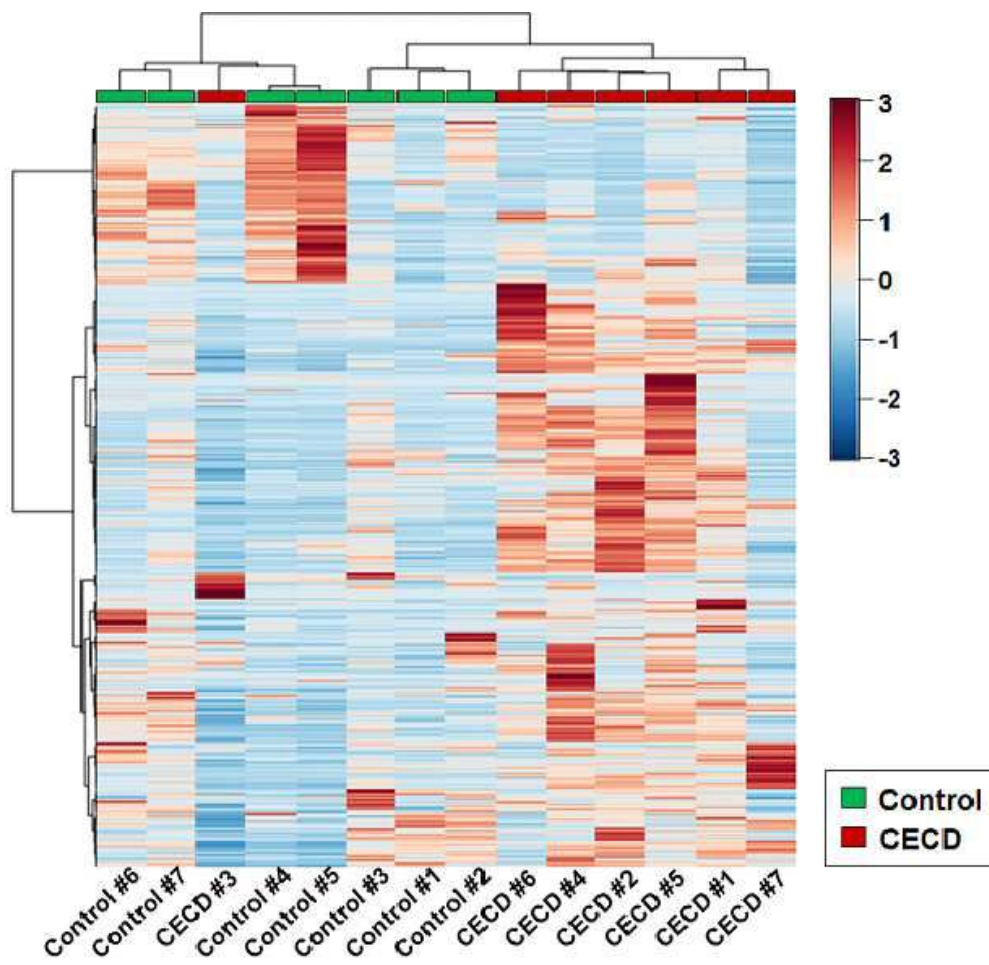 3
2
1
0
-1
-2
-3
Control
CECD
Control #6
Control #7
CECD #3
Control #4
Control #5
Control #3
Control #1
Control #2
CECD #6
CECD #4
CECD #2
CECD #5
CECD #1
CECD #7